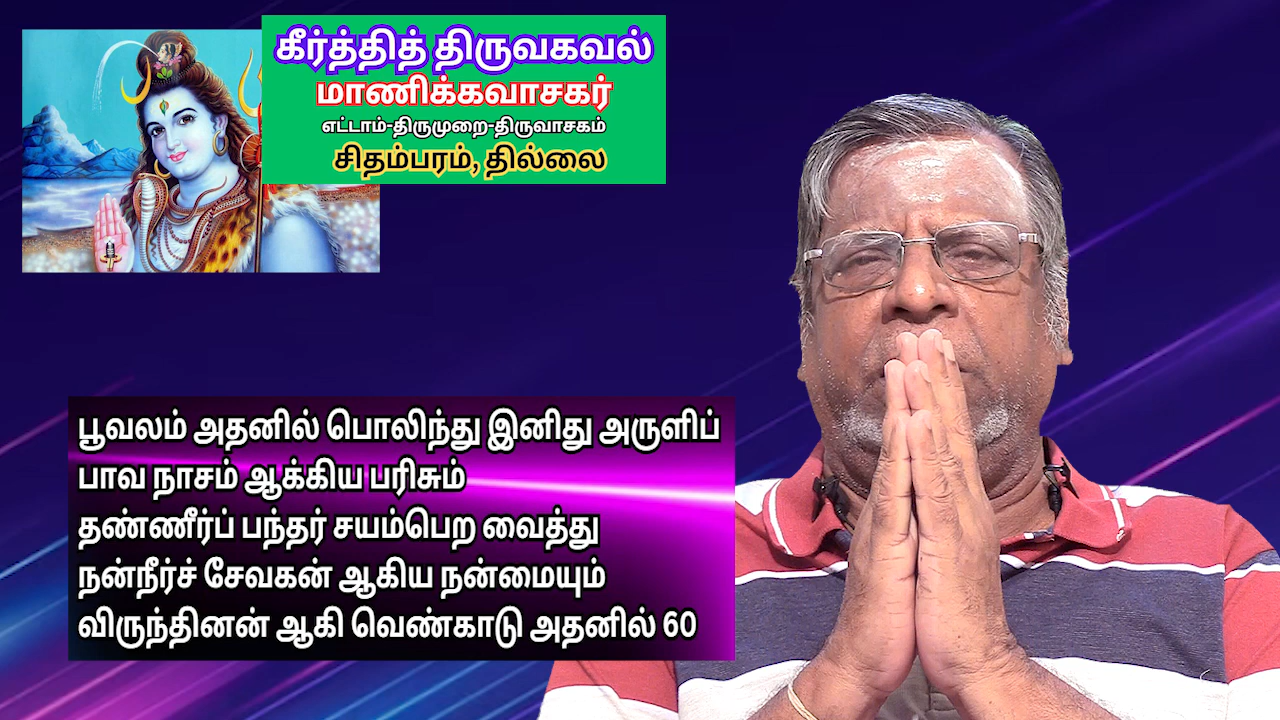 கீர்த்தித் திருவகவல்
மாணிக்கவாசகர்
எட்டாம்-திருமுறை-திருவாசகம்
சிதம்பரம், தில்லை
பூவலம் அதனில் பொலிந்து இனிது அருளிப்
பாவ நாசம் ஆக்கிய பரிசும்
தண்ணீர்ப் பந்தர் சயம்பெற வைத்து
நன்நீர்ச் சேவகன் ஆகிய நன்மையும்
விருந்தினன் ஆகி வெண்காடு அதனில் 60